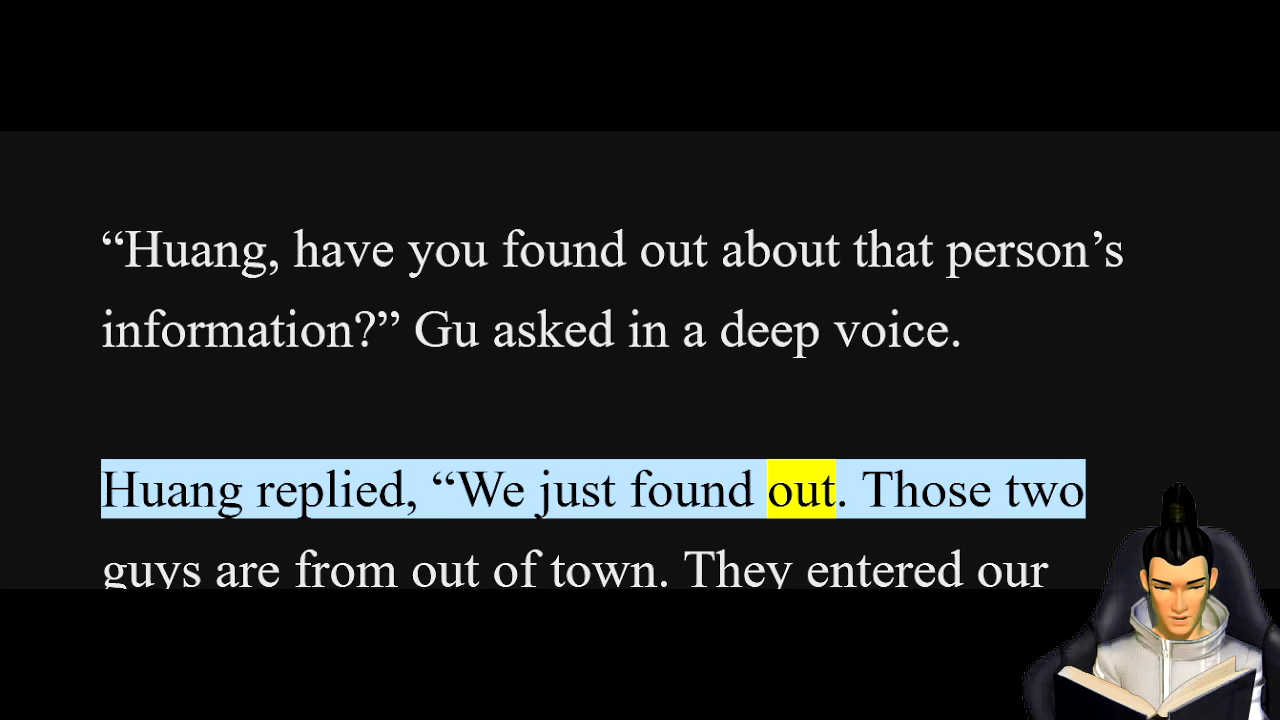 “Huang, have you found out about that person’s
information?” Gu asked in a deep voice.
Huang replied, “We just found out. Those two
guys are from out of town. They entered our